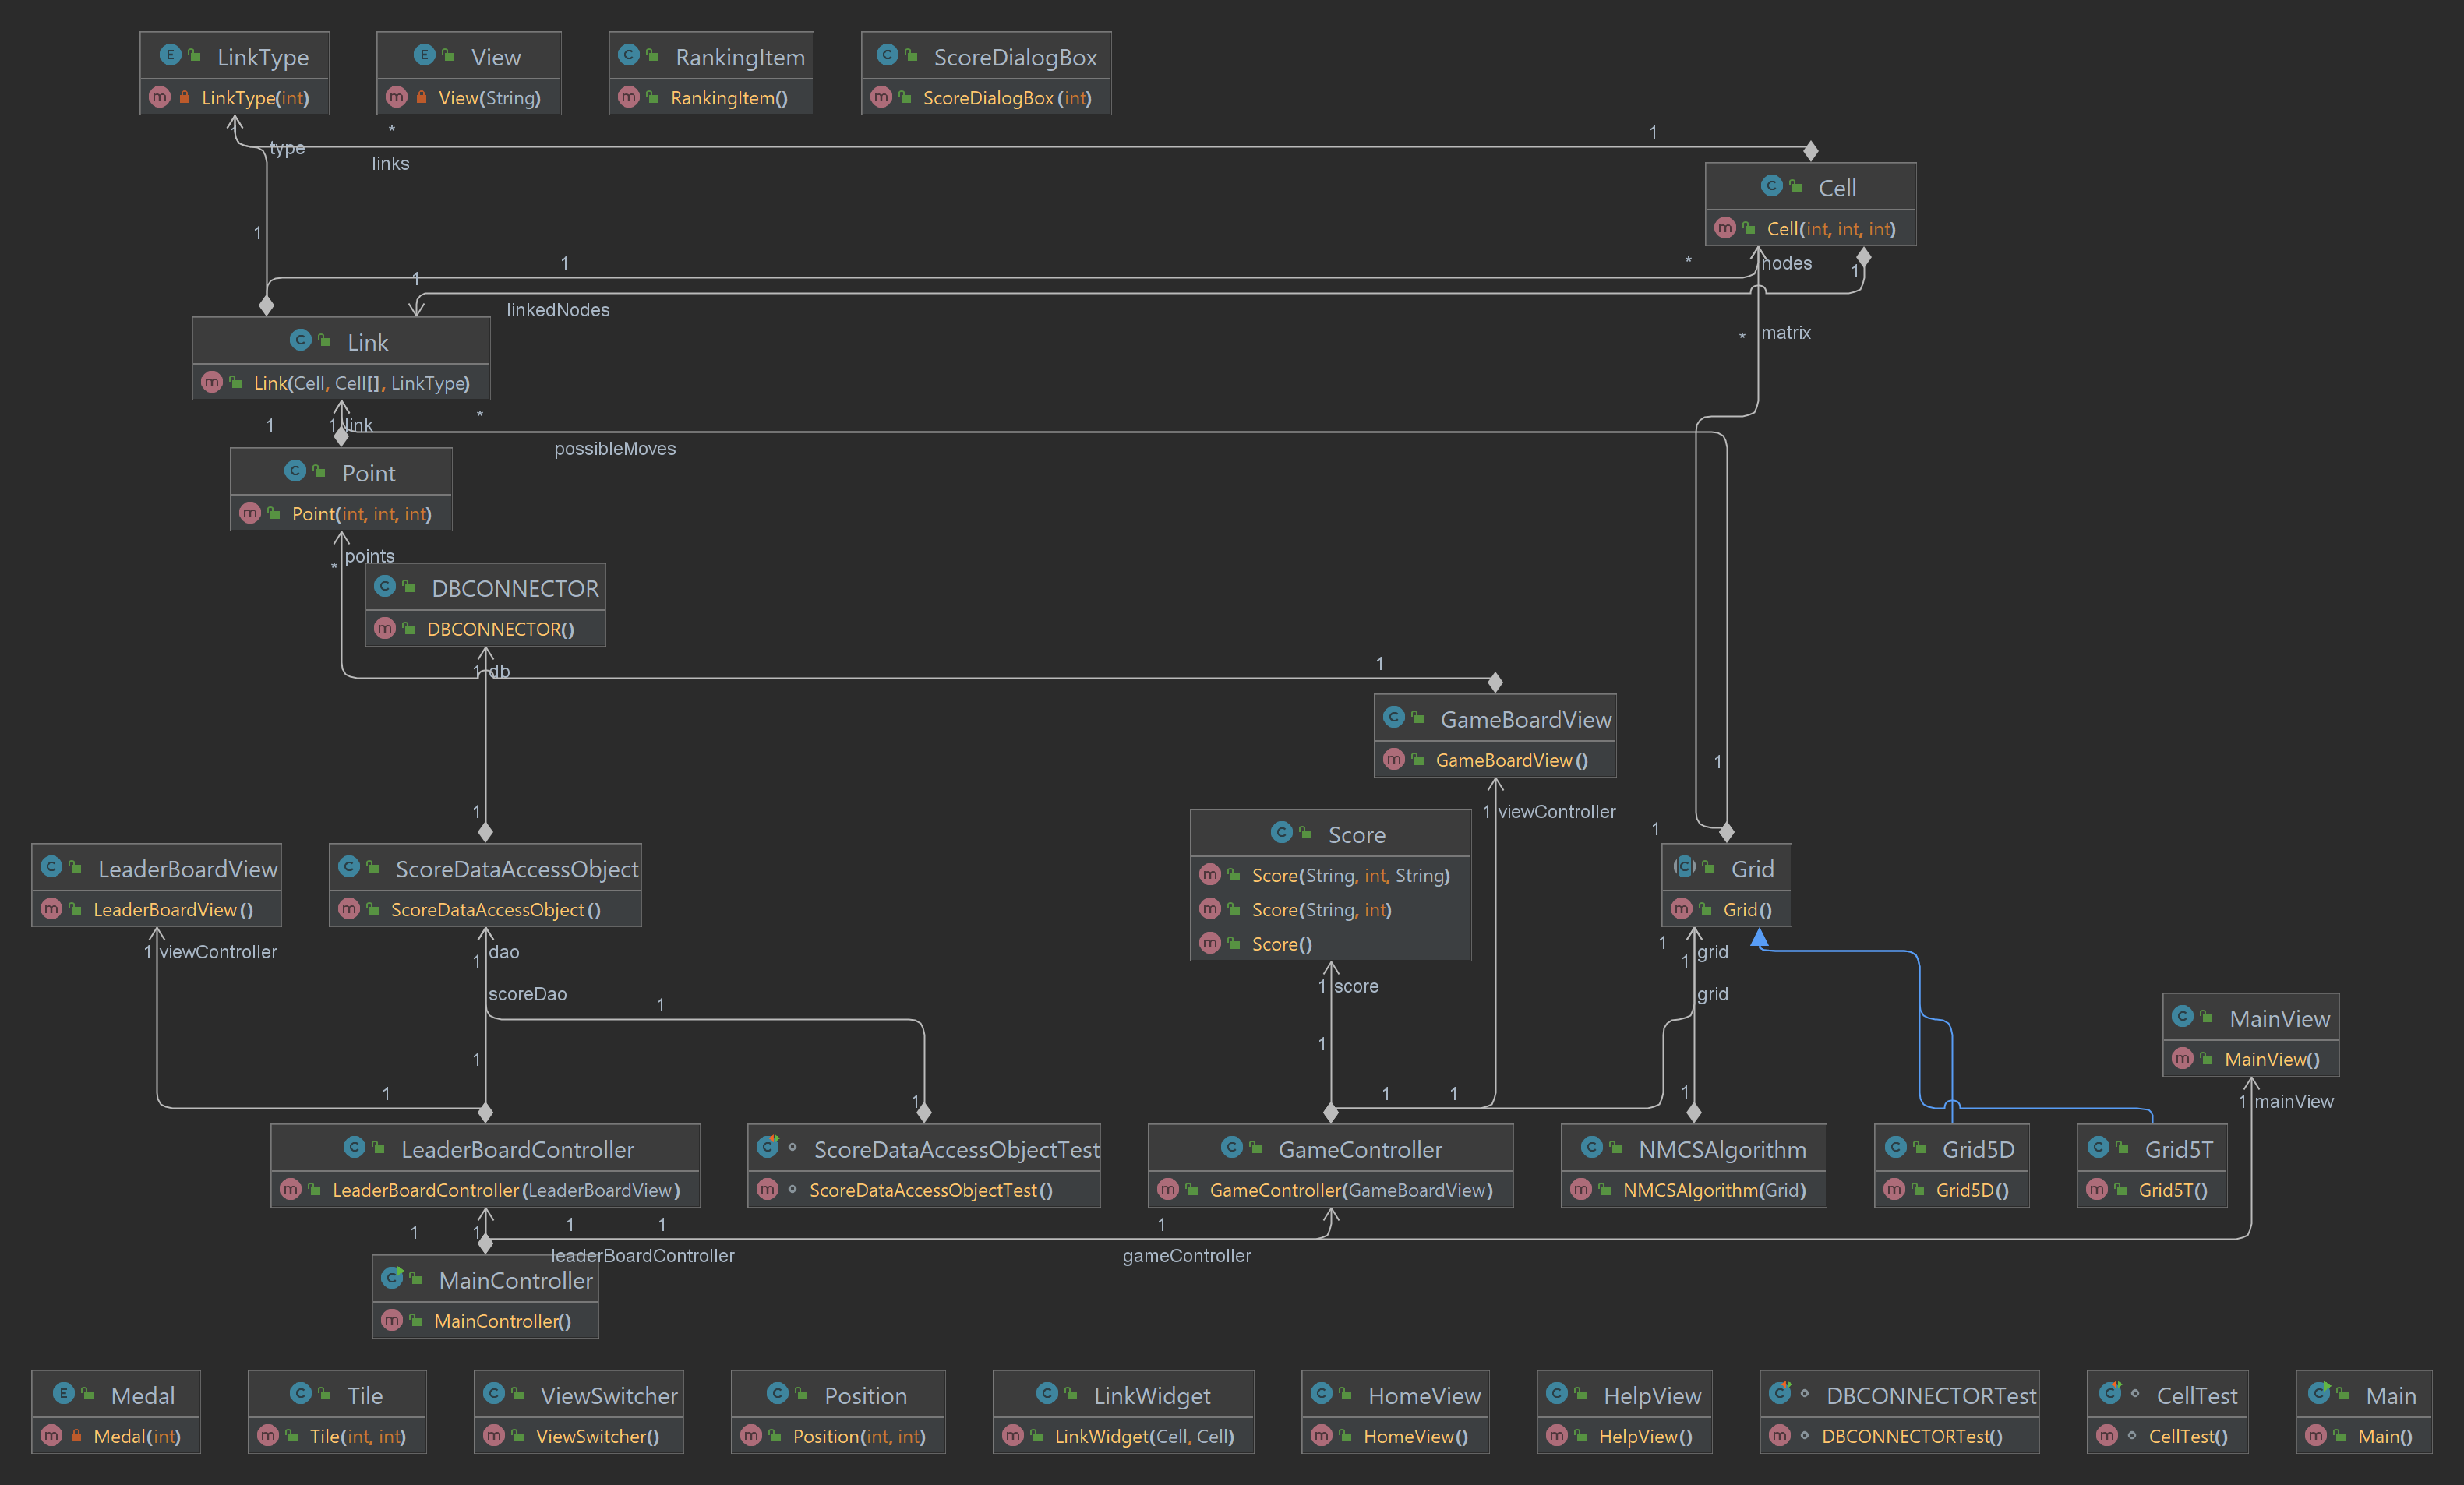 LinkType
LinkType(int)
View
View(String)
RankingItem
RankingItem()
ScoreDialogBox
ScoreDialogBox(int)
1
type
*
links
1
Cell
Cell(int, int, int)
1
1
1
*
nodes
1
linkedNodes
Link
Link(Cell, Cell[], LinkType)
*
matrix
1
1
link
*
possibleMoves
Point
Point(int, int, int)
*
points
DBCONNECTOR
DBCONNECTOR()
1
db
1
GameBoardView
GameBoardView()
1
1
viewController
1
1
Score
Score(String, int, String)
Score(String, int)
Score()
LeaderBoardView
LeaderBoardView()
ScoreDataAccessObject
ScoreDataAccessObject()
Grid
Grid()
1
viewController
1
dao
scoreDao
1
1
score
1
1
grid
grid
MainView
MainView()
1
1
1
1
1
1
1
1
1
mainView
LeaderBoardController
LeaderBoardController(LeaderBoardView)
ScoreDataAccessObjectTest
ScoreDataAccessObjectTest()
GameController
GameController(GameBoardView)
NMCSAlgorithm
NMCSAlgorithm(Grid)
Grid5D
Grid5D()
Grid5T
Grid5T()
1
1
1
1
1
leaderBoardController
gameController
MainController
MainController()
Medal
Medal(int)
Tile
Tile(int, int)
ViewSwitcher
ViewSwitcher()
Position
Position(int, int)
LinkWidget
LinkWidget(Cell, Cell)
HomeView
HomeView()
HelpView
HelpView()
DBCONNECTORTest
DBCONNECTORTest()
CellTest
CellTest()
Main
Main()